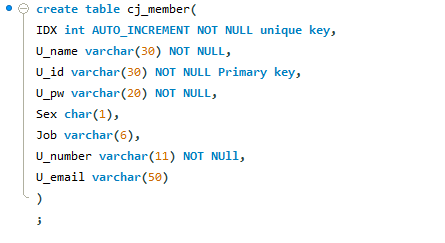 create table cj_member(
IDX int AUTO_INCREMENT NOT NULL unique key,
U_name varchar(30) NOT NULL,
U_id varchar(30) NOT NULL Primary key,
U_pw varchar(20) NOT NULL,
Sex char(1),
Job varchar(6),
U_number varchar(11) NOT NUll,
U_email varchar(50)
)
;